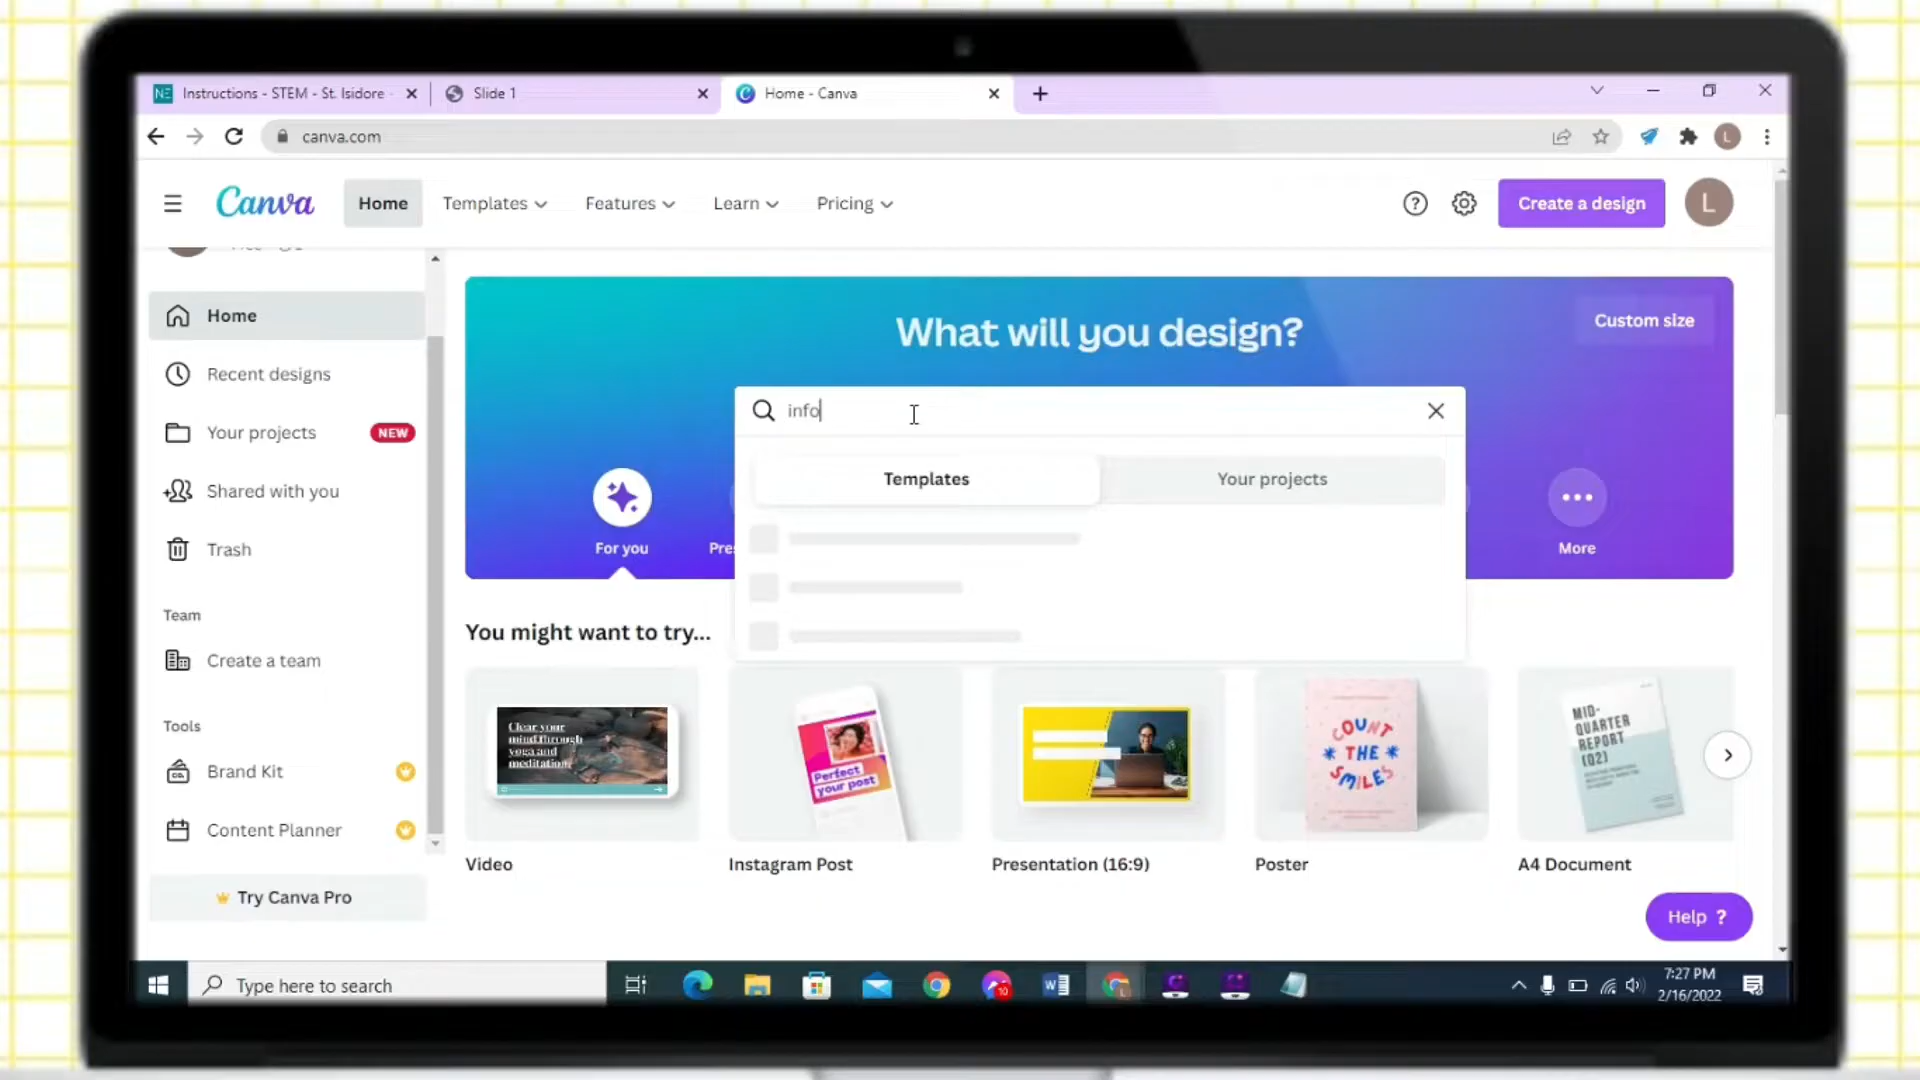 Instructions - STEM - St. Isidore
Slide 1
Home - Canva
canva.com
Canva
Home
Templates
Features
Learn
Pricing
Create a design
L
Home
Recent designs
Your projects
NEW
Shared with you
Trash
Team
Create a team
Tools
Brand Kit
Content Planner
Try Canva Pro
What will you design?
Custom size
info
Templates
Your projects
For you
Pres
More
You might want to try...
Clear your
mind through
yoga and
meditation
Perfect
your post
COUNT
THE
SMILES
MID-
QUARTER
REPORT
(Q2)
Video
Instagram Post
Presentation (16:9)
Poster
A4 Document
Help ?
Type here to search
10
7:27 PM
2/16/2022